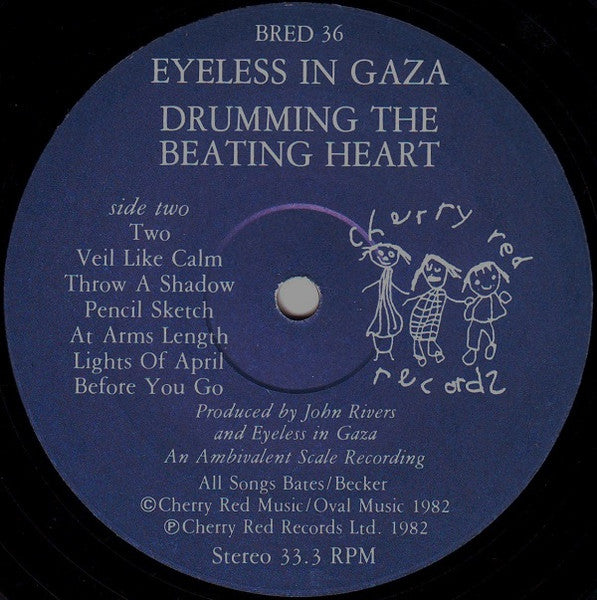 BRED 36
EYELESS IN GAZA
DRUMMING THE
BEATING HEART
side two
Two
Veil Like Calm
Throw A Shadow
Pencil Sketch
At Arms Length
Lights Of April
Before You Go
cherry red
records
Produced by John Rivers
and Eyeless in Gaza
An Ambivalent Scale Recording
All Songs Bates/Becker
©Cherry Red Music/Oval Music 1982
℗Cherry Red Records Ltd. 1982
Stereo 33.3 RPM